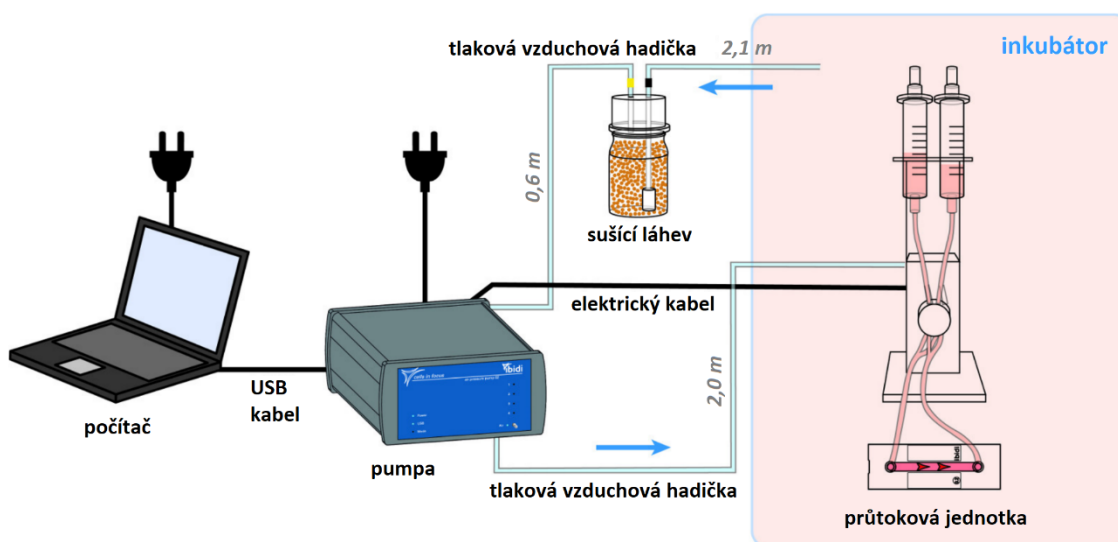 tlaková vzduchová hadička
2,1 m
inkubátor
0,6 m
sušící láhev
elektrický kabel
USB
kabel
počítač
ibidi
pumpa
2,0 m
tlaková vzduchová hadička
ibidi
průtoková jednotka